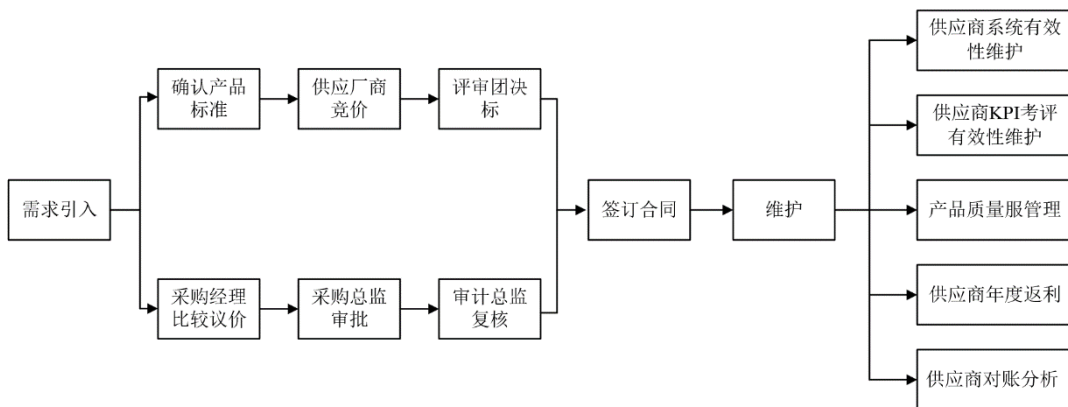 需求引入
确认产品
标准
供应厂商
竞价
评审团决
标
采购经理
比较议价
采购总监
审批
审计总监
复核
签订合同
维护
供应商系统有效
性维护
供应商KPI考评
有效性维护
产品质量服管理
供应商年度返利
供应商对账分析